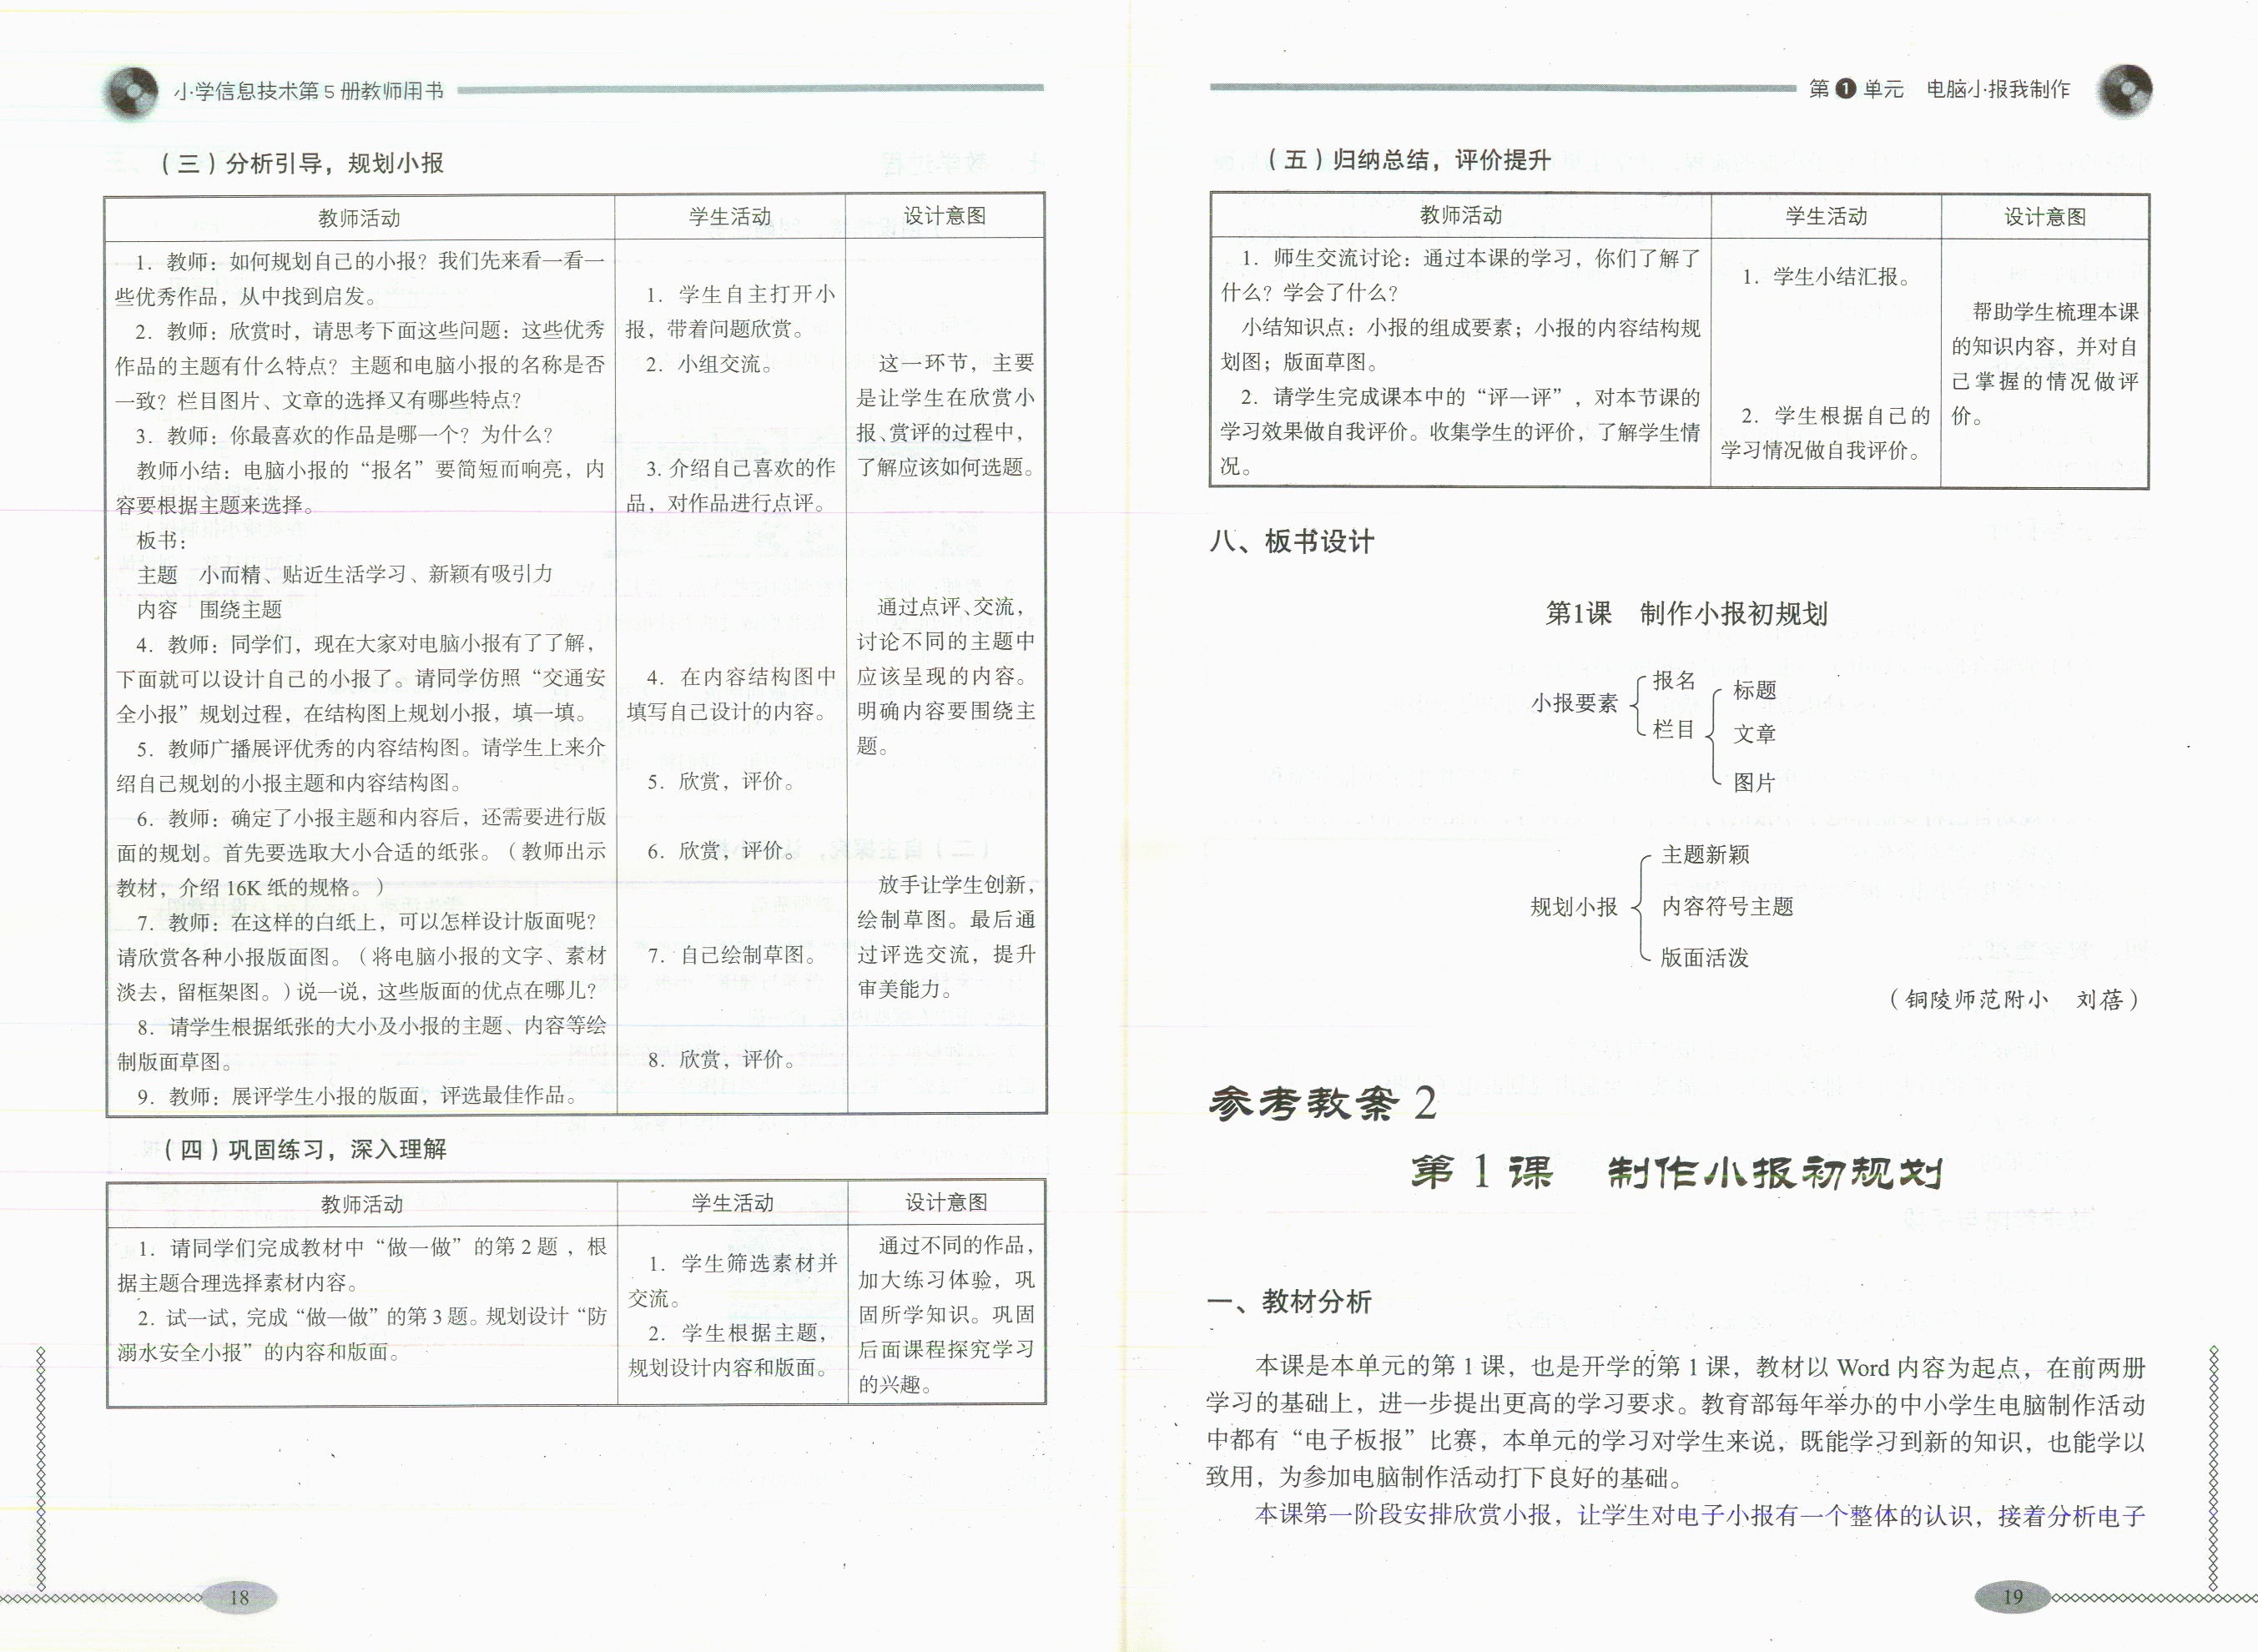 小学信息技术第 5 册教师用书
（三）分析引导，规划小报
教师活动
学生活动
设计意图
1. 教师：如何规划自己的小报？我们先来看一看一
些优秀作品，从中找到启发。
2. 教师：欣赏时，请思考下面这些问题：这些优秀
作品的主题有什么特点？主题和电脑小报的名称是否
一致？栏目图片、文章的选择又有哪些特点？
3. 教师：你最喜欢的作品是哪一个？为什么？
教师小结：电脑小报的“报名”要简短而响亮，内
容要根据主题来选择。
板书：
主题　小而精、贴近生活学习、新颖有吸引力
内容　围绕主题
4. 教师：同学们，现在大家对电脑小报有了了解，
下面就可以设计自己的小报了。请同学仿照“交通安
全小报”规划过程，在结构图上规划小报，填一填。
5. 教师广播展评优秀的内容结构图。请学生上来介
绍自己规划的小报主题和内容结构图。
6. 教师：确定了小报主题和内容后，还需要进行版
面的规划。首先要选取大小合适的纸张。（教师出示
教材，介绍 16K 纸的规格。）
7. 教师：在这样的白纸上，可以怎样设计版面呢？
请欣赏各种小报版面图。（将电脑小报的文字、素材
淡去，留框架图。）说一说，这些版面的优点在哪儿？
8. 请学生根据纸张的大小及小报的主题、内容等绘
制版面草图。
9. 教师：展评学生小报的版面，评选最佳作品。
1. 学生自主打开小
报，带着问题欣赏。
2. 小组交流。
3. 介绍自己喜欢的作
品，对作品进行点评。
4. 在内容结构图中
填写自己设计的内容。
5. 欣赏，评价。
6. 欣赏，评价。
7. 自己绘制草图。
8. 欣赏，评价。
这一环节，主要
是让学生在欣赏小
报、赏评的过程中，
了解应该如何选题。
通过点评、交流，
讨论不同的主题中
应该呈现的内容。
明确内容要围绕主
题。
放手让学生创新，
绘制草图。最后通
过评选交流，提升
审美能力。
（四）巩固练习，深入理解
教师活动
学生活动
设计意图
1. 请同学们完成教材中“做一做”的第 2 题，根
据主题合理选择素材内容。
2. 试一试，完成“做一做”的第 3 题。规划设计“防
溺水安全小报”的内容和版面。
1. 学生筛选素材并
交流。
2. 学生根据主题，
规划设计内容和版面。
通过不同的作品，
加大练习体验，巩
固所学知识。巩固
后面课程探究学习
的兴趣。
18
第 1 单元　电脑小报我制作
（五）归纳总结，评价提升
教师活动
学生活动
设计意图
1. 师生交流讨论：通过本课的学习，你们了解了
什么？学会了什么？
小结知识点：小报的组成要素；小报的内容结构规
划图；版面草图。
2. 请学生完成课本中的“评一评”，对本节课的
学习效果做自我评价。收集学生的评价，了解学生情
况。
1. 学生小结汇报。
2. 学生根据自己的
学习情况做自我评价。
帮助学生梳理本课
的知识内容，并对自
己掌握的情况做评
价。
八、板书设计
第1课　制作小报初规划
小报要素
报名
栏目
标题
文章
图片
规划小报
主题新颖
内容符号主题
版面活泼
（铜陵师范附小　刘蓓）
参考教案 2
第 1 课　制作小报初规划
一、教材分析
本课是本单元的第 1 课，也是开学的第 1 课，教材以 Word 内容为起点，在前两册
学习的基础上，进一步提出更高的学习要求。教育部每年举办的中小学生电脑制作活动
中都有“电子板报”比赛，本单元的学习对学生来说，既能学习到新的知识，也能学以
致用，为参加电脑制作活动打下良好的基础。
本课第一阶段安排欣赏小报，让学生对电子小报有一个整体的认识，接着分析电子
19